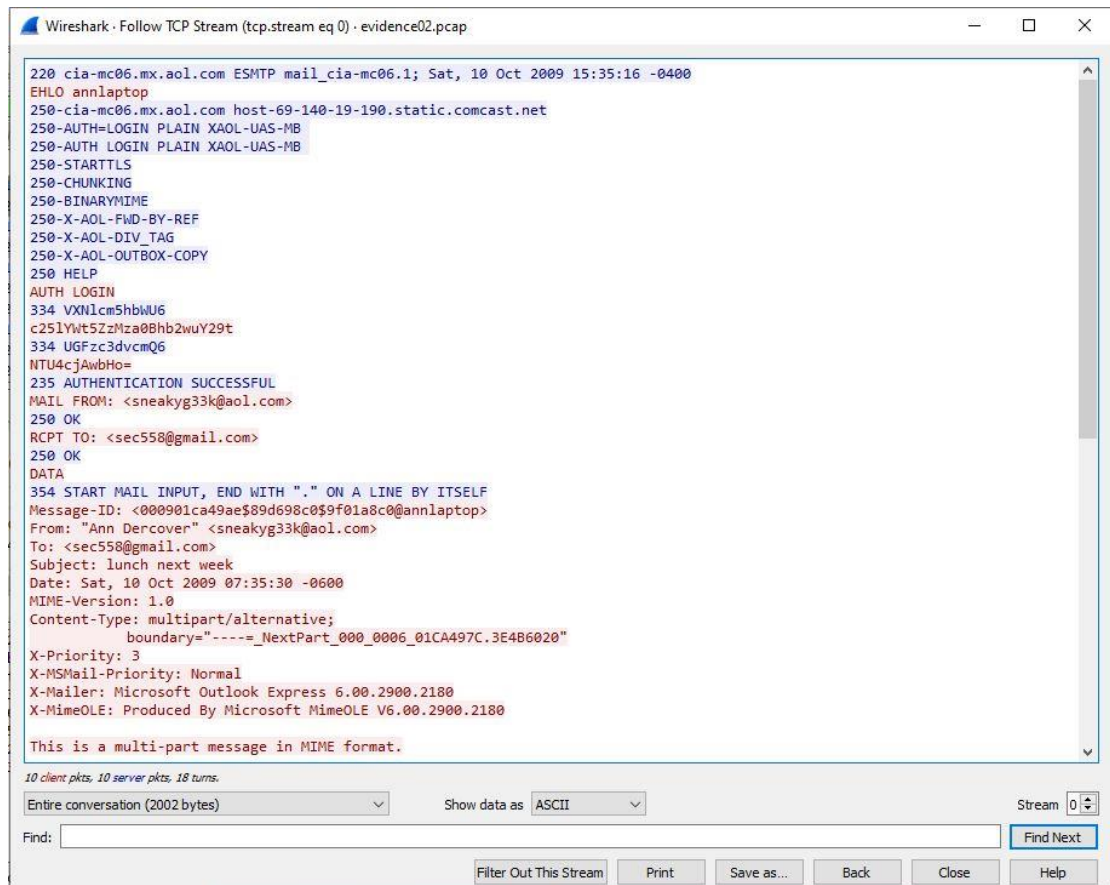 Wireshark · Follow TCP Stream (tcp.stream eq 0) · evidence02.pcap
220 cia-mc06.mx.aol.com ESMTP mail_cia-mc06.1; Sat, 10 Oct 2009 15:35:16 -0400
EHLO annlaptop
250-cia-mc06.mx.aol.com host-69-140-19-190.static.comcast.net
250-AUTH=LOGIN PLAIN XAOL-UAS-MB
250-AUTH LOGIN PLAIN XAOL-UAS-MB
250-STARTTLS
250-CHUNKING
250-BINARYMIME
250-X-AOL-FWD-BY-REF
250-X-AOL-DIV_TAG
250-X-AOL-OUTBOX-COPY
250 HELP
AUTH LOGIN
334 VXNlcm5hbWU6
c25lYWt5ZzMza0Bhb2wuY29t
334 UGFzc3dvcmQ6
NTU4cjAwbHo=
235 AUTHENTICATION SUCCESSFUL
MAIL FROM: <sneakyg33k@aol.com>
250 OK
RCPT TO: <sec558@gmail.com>
250 OK
DATA
354 START MAIL INPUT, END WITH "." ON A LINE BY ITSELF
Message-ID: <000901ca49ae$89d698c0$9f01a8c0@annlaptop>
From: "Ann Dercover" <sneakyg33k@aol.com>
To: <sec558@gmail.com>
Subject: lunch next week
Date: Sat, 10 Oct 2009 07:35:30 -0600
MIME-Version: 1.0
Content-Type: multipart/alternative;
boundary="----=_NextPart_000_0006_01CA497C.3E4B6020"
X-Priority: 3
X-MSMail-Priority: Normal
X-Mailer: Microsoft Outlook Express 6.00.2900.2180
X-MimeOLE: Produced By Microsoft MimeOLE V6.00.2900.2180
This is a multi-part message in MIME format.
10 client pkts, 10 server pkts, 18 turns.
Entire conversation (2002 bytes) Show data as ASCII Stream 0
Find: Find Next
Filter Out This Stream Print Save as... Back Close Help